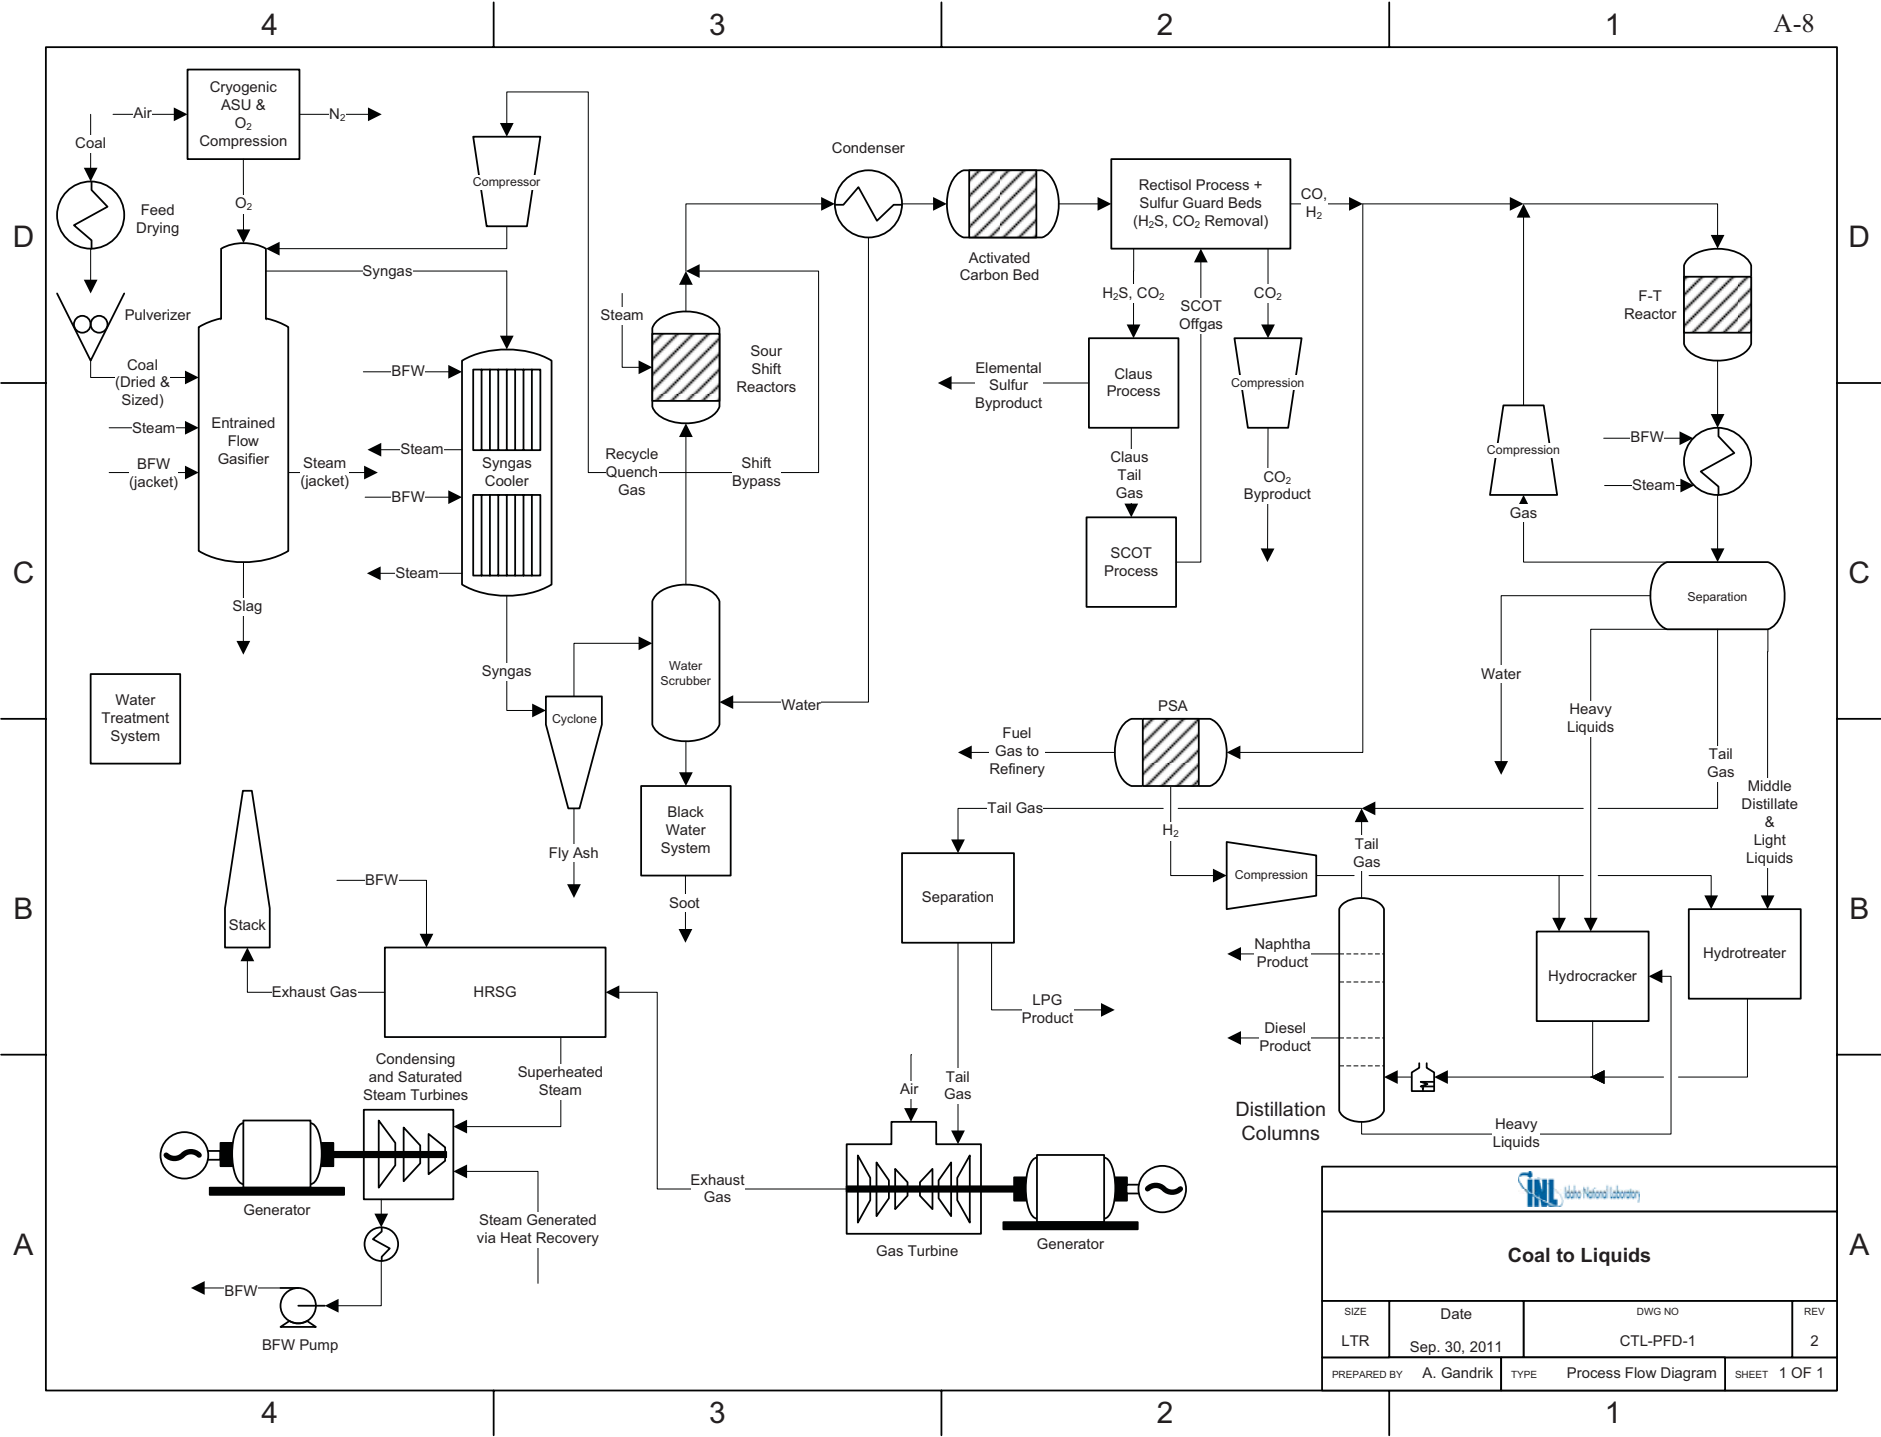 4
3
2
1
A-8
Cryogenic
ASU &
O2
Compression
Air
N2
Coal
O2
Feed
Drying
Pulverizer
Coal
(Dried &
Sized)
Steam
BFW
(jacket)
Entrained
Flow
Gasifier
Steam
(jacket)
Slag
Syngas
Compressor
BFW
Steam
Syngas
Cooler
BFW
Steam
Syngas
Cyclone
Fly Ash
Recycle
Quench
Gas
Shift
Bypass
Steam
Sour
Shift
Reactors
Water
Scrubber
Water
Black
Water
System
Soot
Condenser
Activated
Carbon Bed
Rectisol Process +
Sulfur Guard Beds
(H2S, CO2 Removal)
CO,
H2
H2S, CO2
SCOT
Offgas
CO2
Claus
Process
Elemental
Sulfur
Byproduct
Claus
Tail
Gas
SCOT
Process
Compression
CO2
Byproduct
F-T
Reactor
Compression
Gas
BFW
Steam
Separation
Water
Heavy
Liquids
Tail
Gas
Middle
Distillate
&
Light
Liquids
PSA
Fuel
Gas to
Refinery
H2
Tail Gas
Compression
Tail
Gas
Separation
LPG
Product
Tail
Gas
Naphtha
Product
Diesel
Product
Distillation
Columns
Hydrocracker
Hydrotreater
Heavy
Liquids
Water
Treatment
System
Stack
BFW
Exhaust Gas
HRSG
Condensing
and Saturated
Steam Turbines
Superheated
Steam
Generator
Steam Generated
via Heat Recovery
BFW
BFW Pump
Exhaust
Gas
Air
Gas Turbine
Generator
INL Idaho National Laboratory
Coal to Liquids
SIZE
LTR
Date
Sep. 30, 2011
DWG NO
CTL-PFD-1
REV
2
PREPARED BY A. Gandrik
TYPE Process Flow Diagram
SHEET 1 OF 1
D
C
B
A
D
C
B
A
4
3
2
1